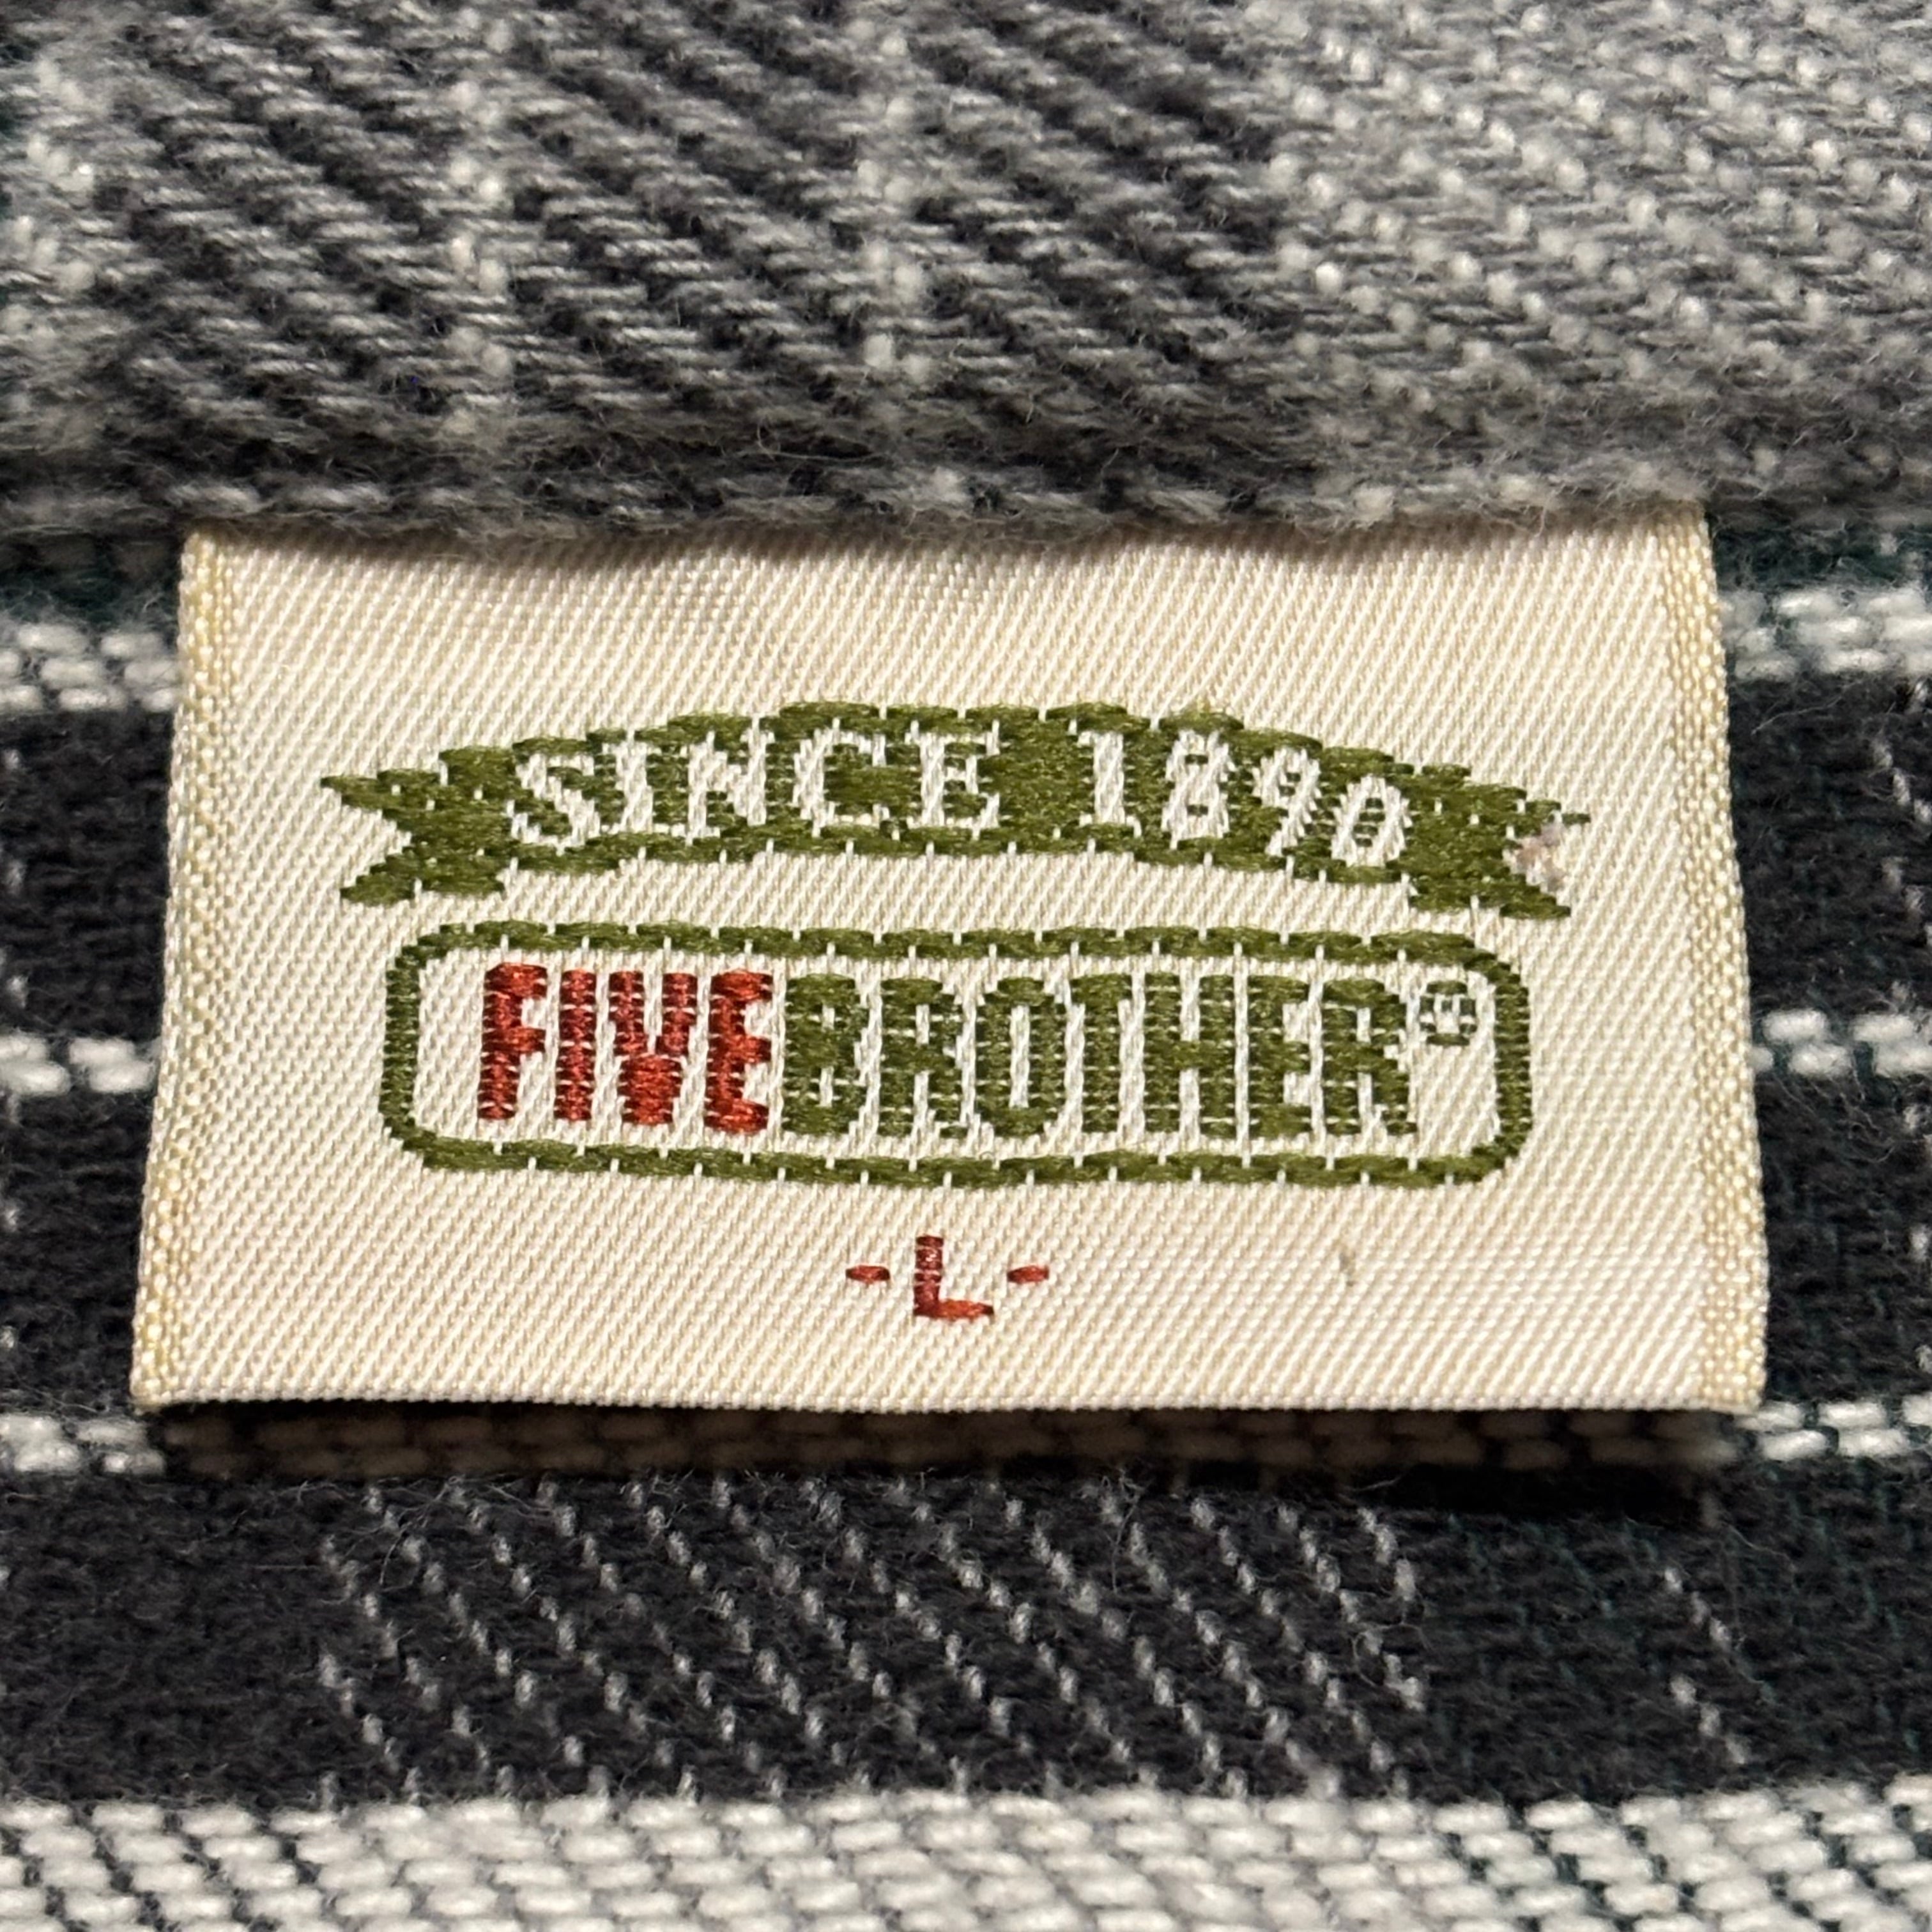 SINCE 1890
FIVEBROTHER®
-L-